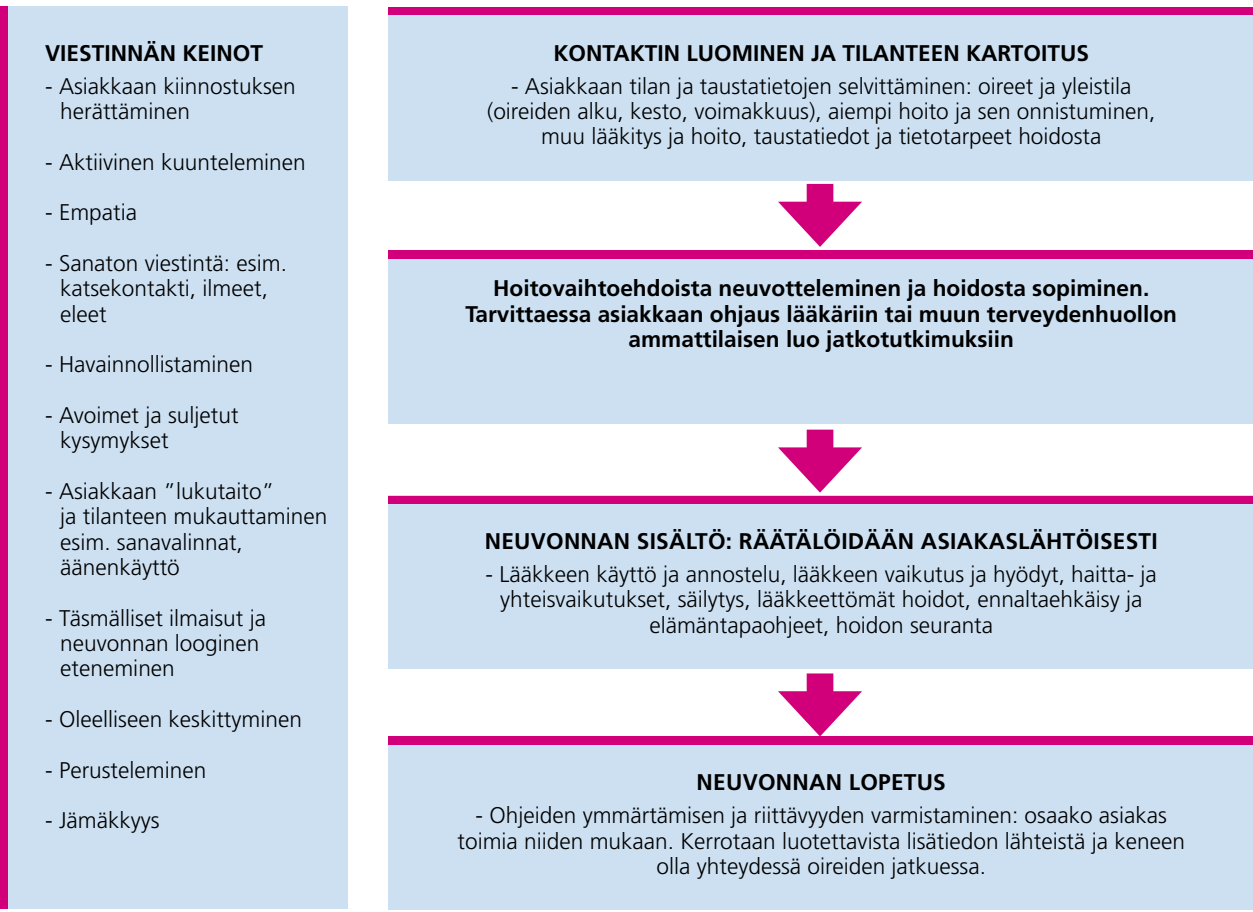 VIESTINNÄN KEINOT
- Asiakkaan kiinnostuksen
herättäminen
- Aktiivinen kuunteleminen
- Empatia
- Sanaton viestintä: esim.
katsekontakti, ilmeet,
eleet
- Havainnollistaminen
- Avoimet ja suljetut
kysymykset
- Asiakkaan ”lukutaito”
ja tilanteen mukauttaminen
esim. sanavalinnat,
äänenkäyttö
- Täsmälliset ilmaisut ja
neuvonnan looginen
eteneminen
- Oleelliseen keskittyminen
- Perusteleminen
- Jämäkkyys
KONTAKTIN LUOMINEN JA TILANTEEN KARTOITUS
- Asiakkaan tilan ja taustatietojen selvittäminen: oireet ja yleistila
(oireiden alku, kesto, voimakkuus), aiempi hoito ja sen onnistuminen,
muu lääkitys ja hoito, taustatiedot ja tietotarpeet hoidosta
Hoitovaihtoehdoista neuvotteleminen ja hoidosta sopiminen.
Tarvittaessa asiakkaan ohjaus lääkäriin tai muun terveydenhuollon
ammattilaisen luo jatkotutkimuksiin
NEUVONNAN SISÄLTÖ: RÄÄTÄLÖIDÄÄN ASIAKASLÄHTÖISESTI
- Lääkkeen käyttö ja annostelu, lääkkeen vaikutus ja hyödyt, haitta- ja
yhteisvaikutukset, säilytys, lääkkeettömät hoidot, ennaltaehkäisy ja
elämäntapaohjeet, hoidon seuranta
NEUVONNAN LOPETUS
- Ohjeiden ymmärtämisen ja riittävyyden varmistaminen: osaako asiakas
toimia niiden mukaan. Kerrotaan luotettavista lisätiedon lähteistä ja keneen
olla yhteydessä oireiden jatkuessa.